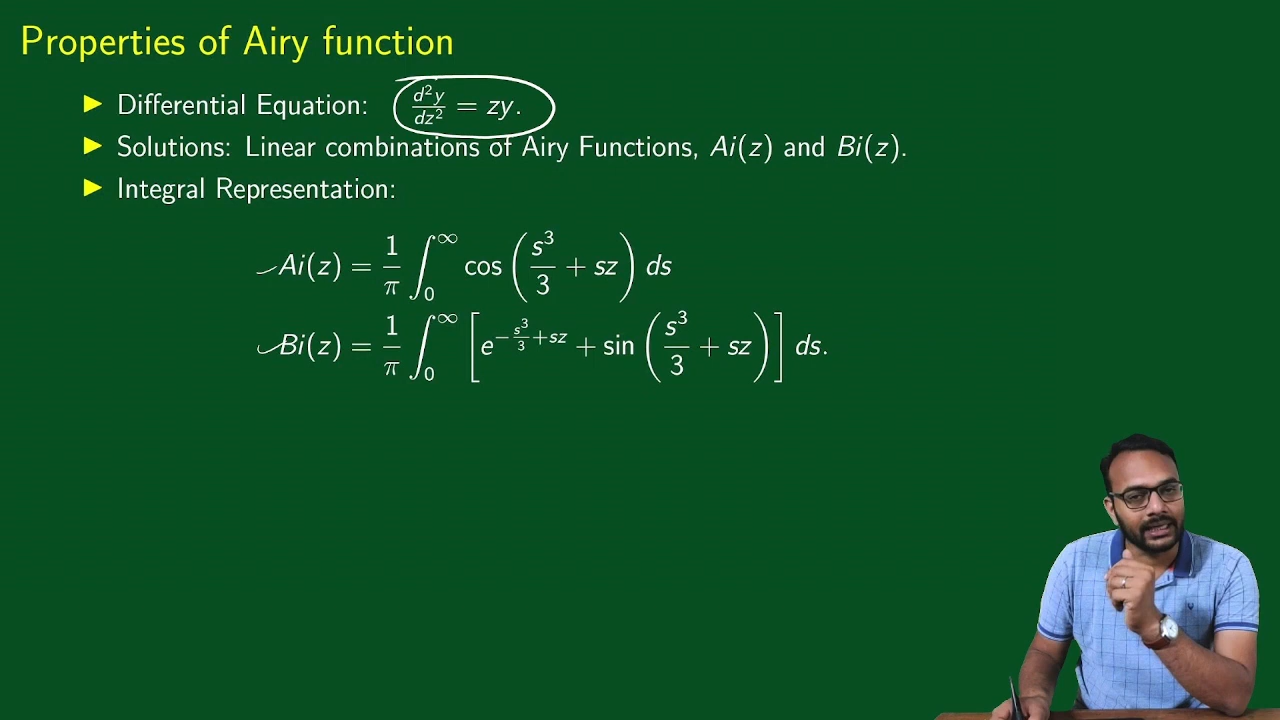 Properties of Airy function
▶ Differential Equation: d²y/dz² = zy.
▶ Solutions: Linear combinations of Airy Functions, Ai(z) and Bi(z).
▶ Integral Representation:
Ai(z) = 1/π ∫₀^∞ cos (s³/3 + sz) ds
Bi(z) = 1/π ∫₀^∞ [e^(−s³/3 + sz) + sin (s³/3 + sz)] ds.